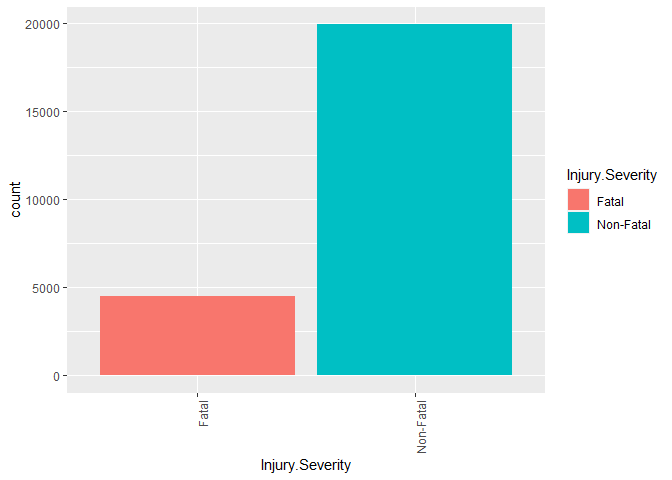 20000
15000
10000
5000
0
count
Fatal
Non-Fatal
Injury.Severity
Injury.Severity
Fatal
Non-Fatal